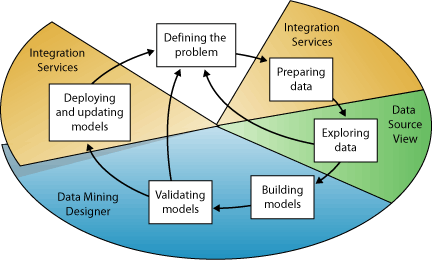 Defining the
problem
Integration
Services
Integration
Services
Preparing
data
Deploying
and updating
models
Data
Source
View
Exploring
data
Data Mining
Designer
Validating
models
Building
models